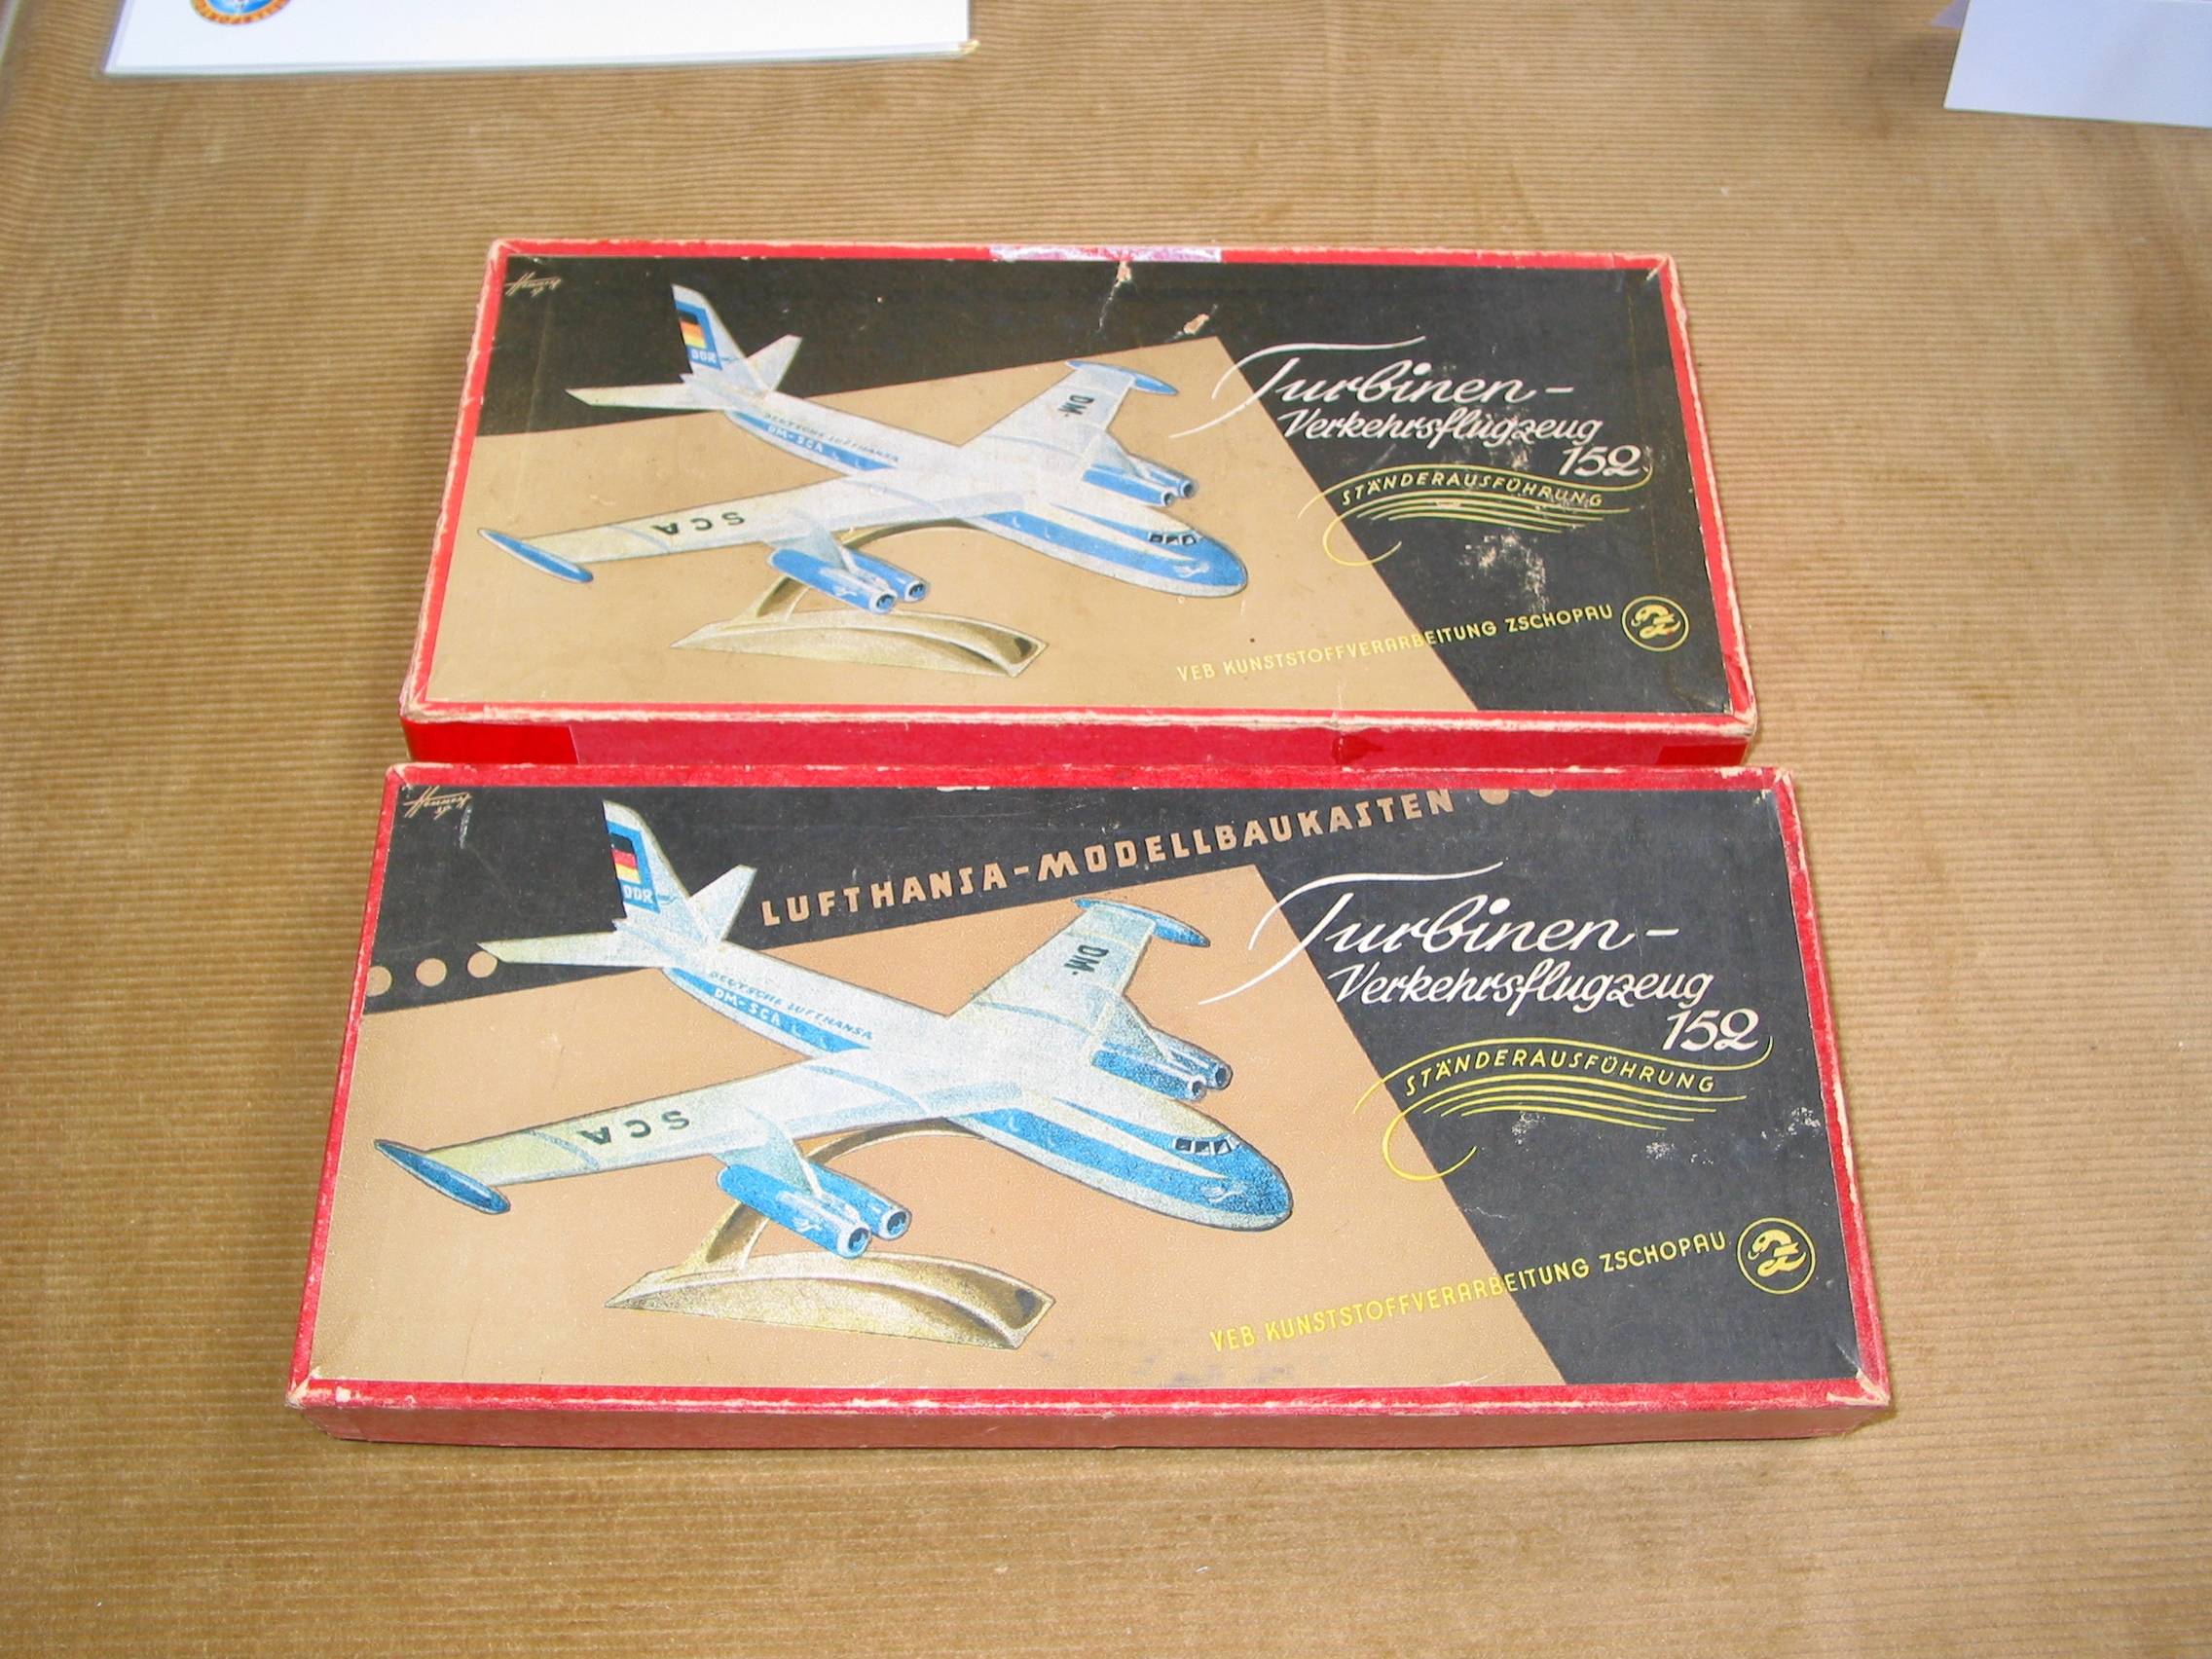 DDR
DEUTSCHE LUFTHANSA
DM-SCA
DM-
SCA
Turbinen-
Verkehrsflugzeug
152
STÄNDERAUSFÜHRUNG
VEB KUNSTSTOFFVERARBEITUNG ZSCHOPAU
LUFTHANSA-MODELLBAUKASTEN
DDR
DEUTSCHE LUFTHANSA
DM-SCA
DM-
SCA
Turbinen-
Verkehrsflugzeug
152
STÄNDERAUSFÜHRUNG
VEB KUNSTSTOFFVERARBEITUNG ZSCHOPAU